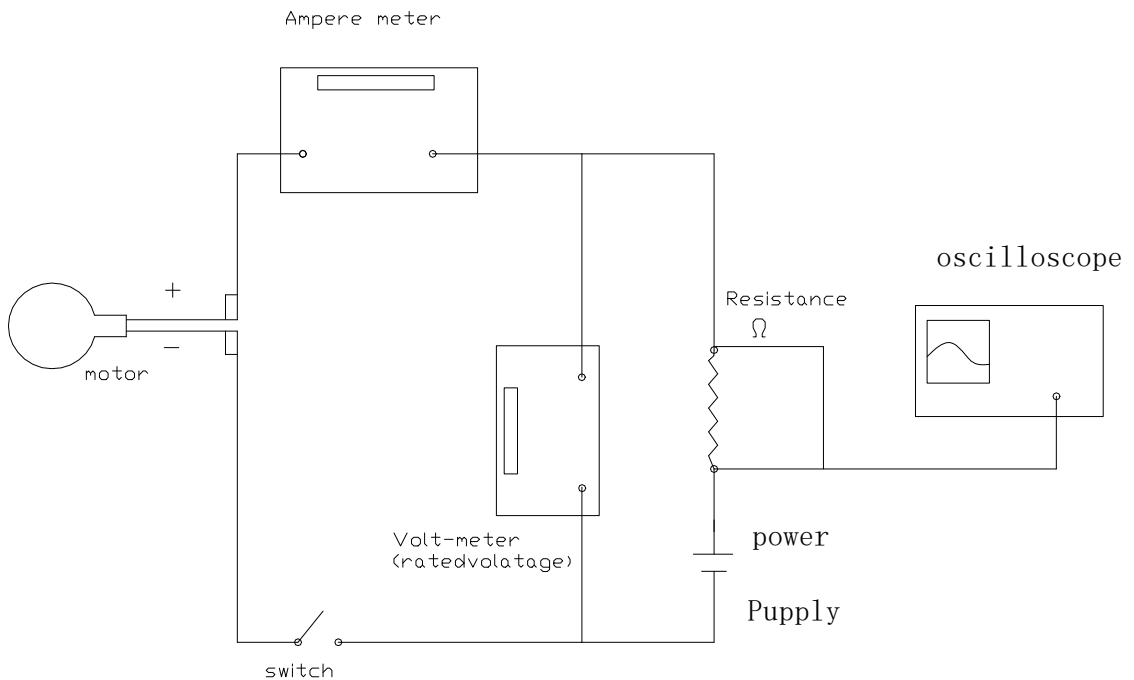 Ampere meter
oscilloscope
+
Resistance
Ω
−
motor
Volt-meter
(ratedvolatage)
power
Pupply
switch